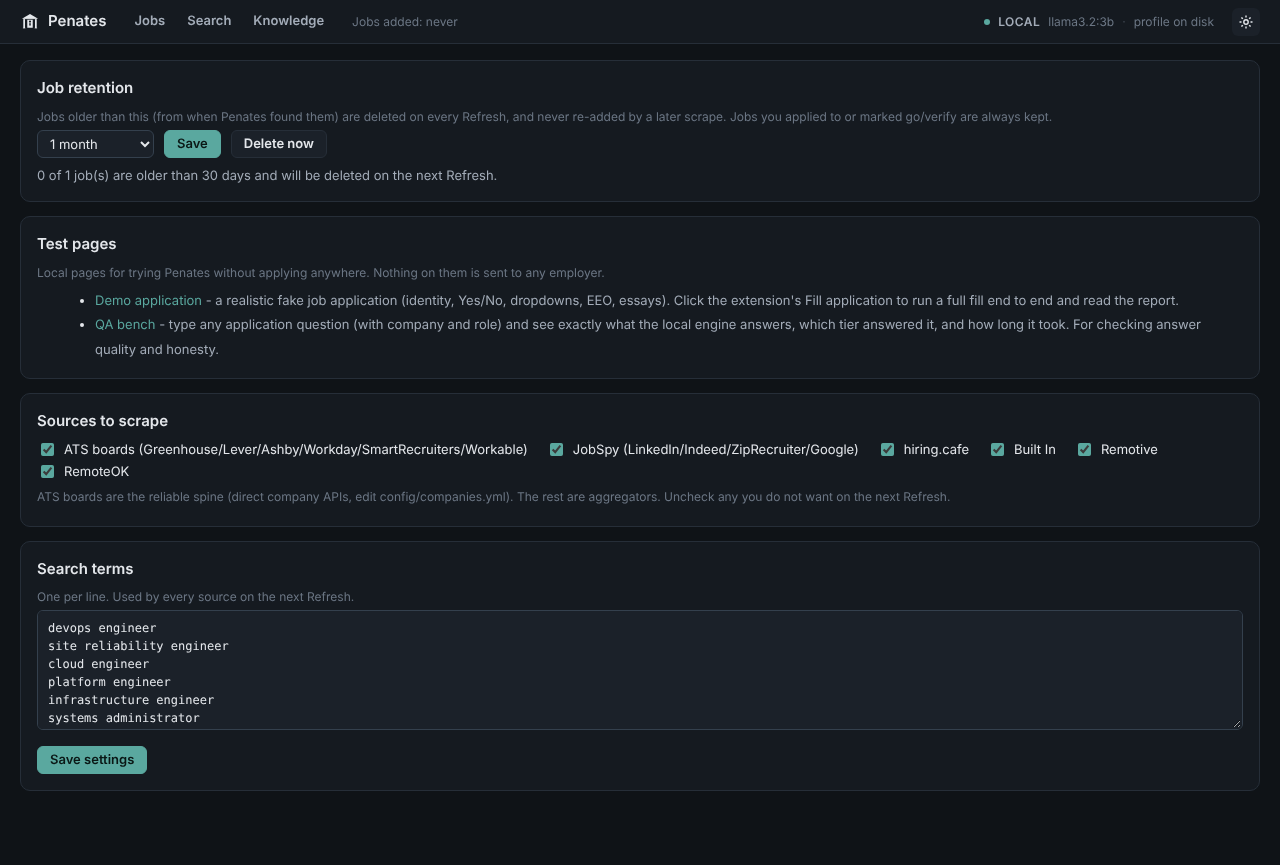 Penates Jobs Search Knowledge Jobs added: never LOCAL llama3.2:3b · profile on disk
Job retention
Jobs older than this (from when Penates found them) are deleted on every Refresh, and never re-added by a later scrape. Jobs you applied to or marked go/verify are always kept.
1 month Save Delete now
0 of 1 job(s) are older than 30 days and will be deleted on the next Refresh.
Test pages
Local pages for trying Penates without applying anywhere. Nothing on them is sent to any employer.
• Demo application - a realistic fake job application (identity, Yes/No, dropdowns, EEO, essays). Click the extension's Fill application to run a full fill end to end and read the report.
• QA bench - type any application question (with company and role) and see exactly what the local engine answers, which tier answered it, and how long it took. For checking answer
quality and honesty.
Sources to scrape
ATS boards (Greenhouse/Lever/Ashby/Workday/SmartRecruiters/Workable) JobSpy (LinkedIn/Indeed/ZipRecruiter/Google) hiring.cafe Built In Remotive
RemoteOK
ATS boards are the reliable spine (direct company APIs, edit config/companies.yml). The rest are aggregators. Uncheck any you do not want on the next Refresh.
Search terms
One per line. Used by every source on the next Refresh.
devops engineer
site reliability engineer
cloud engineer
platform engineer
infrastructure engineer
systems administrator
Save settings